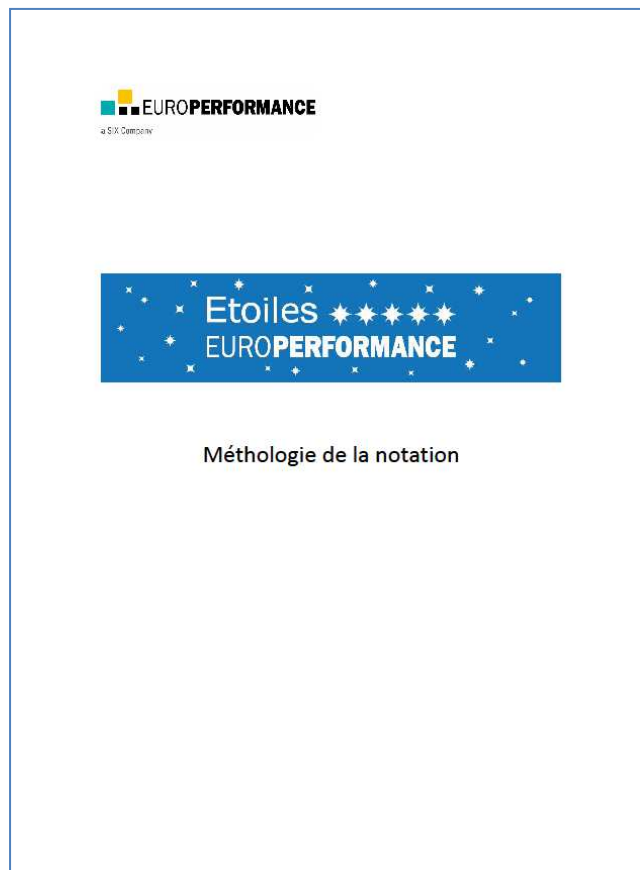 EUROPERFORMANCE
a SIX Company
Etoiles
EUROPERFORMANCE
Méthologie de la notation